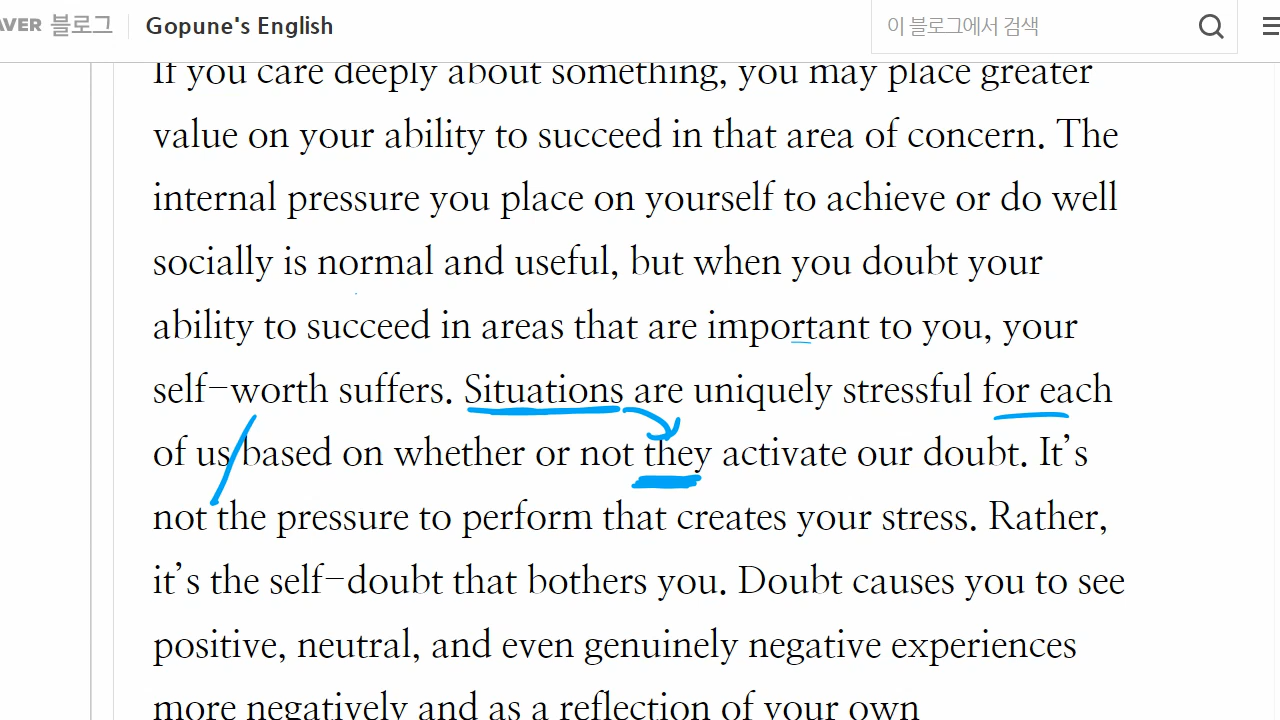 AVER 블로그 Gopune's English 이 블로그에서 검색
If you care deeply about something, you may place greater
value on your ability to succeed in that area of concern. The
internal pressure you place on yourself to achieve or do well
socially is normal and useful, but when you doubt your
ability to succeed in areas that are important to you, your
self-worth suffers. Situations are uniquely stressful for each
of us based on whether or not they activate our doubt. It's
not the pressure to perform that creates your stress. Rather,
it's the self-doubt that bothers you. Doubt causes you to see
positive, neutral, and even genuinely negative experiences
more negatively and as a reflection of your own